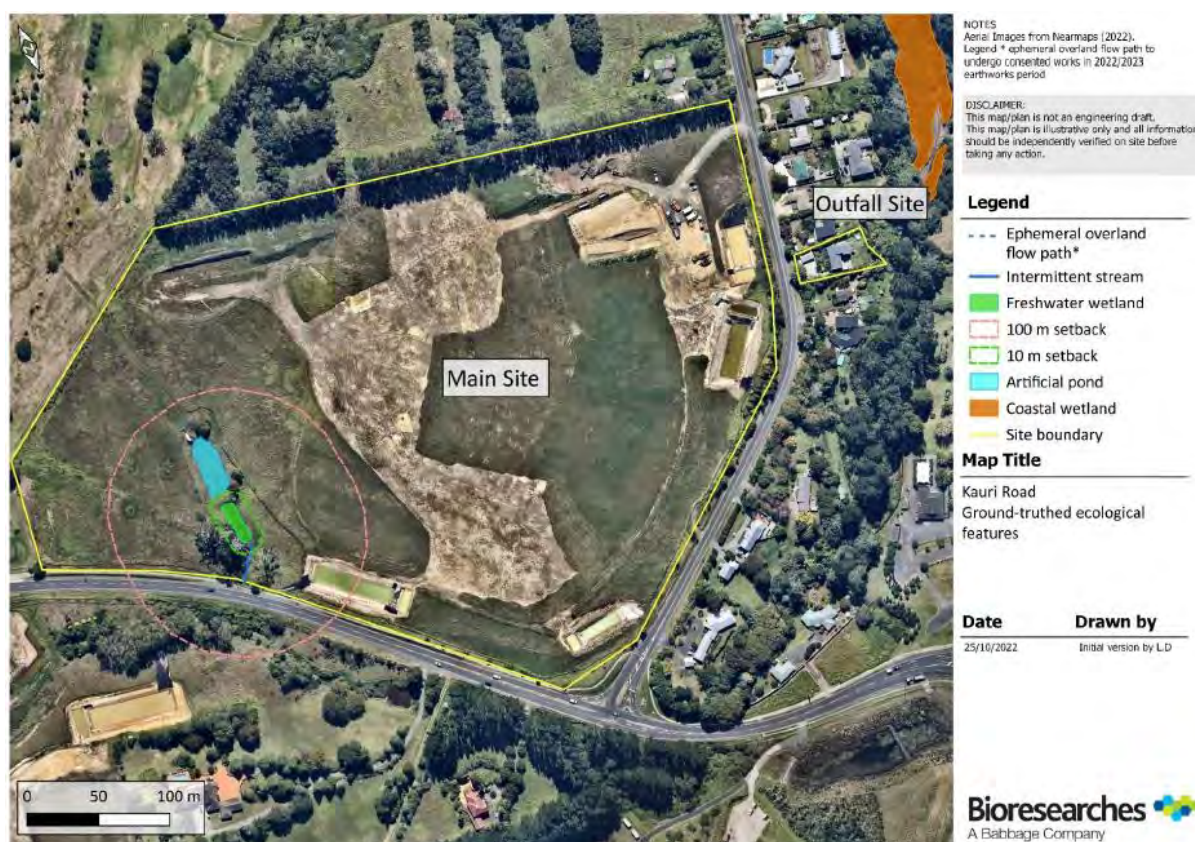 NOTES
Aerial Images from Nearmaps (2022).
Legend * ephemeral overland flow path to
undergo consented works in 2022/2023
earthworks period
DISCLAIMER:
This map/plan is not an engineering draft.
This map/plan is illustrative only and all information
should be independently verified on site before
taking any action.
Outfall Site
Main Site
Legend
Ephemeral overland
flow path*
Intermittent stream
Freshwater wetland
100 m setback
10 m setback
Artificial pond
Coastal wetland
Site boundary
Map Title
Kauri Road
Ground-truthed ecological
features
Date Drawn by
25/10/2022 Initial version by L.D
0 50 100 m
Bioresearches
A Babbage Company